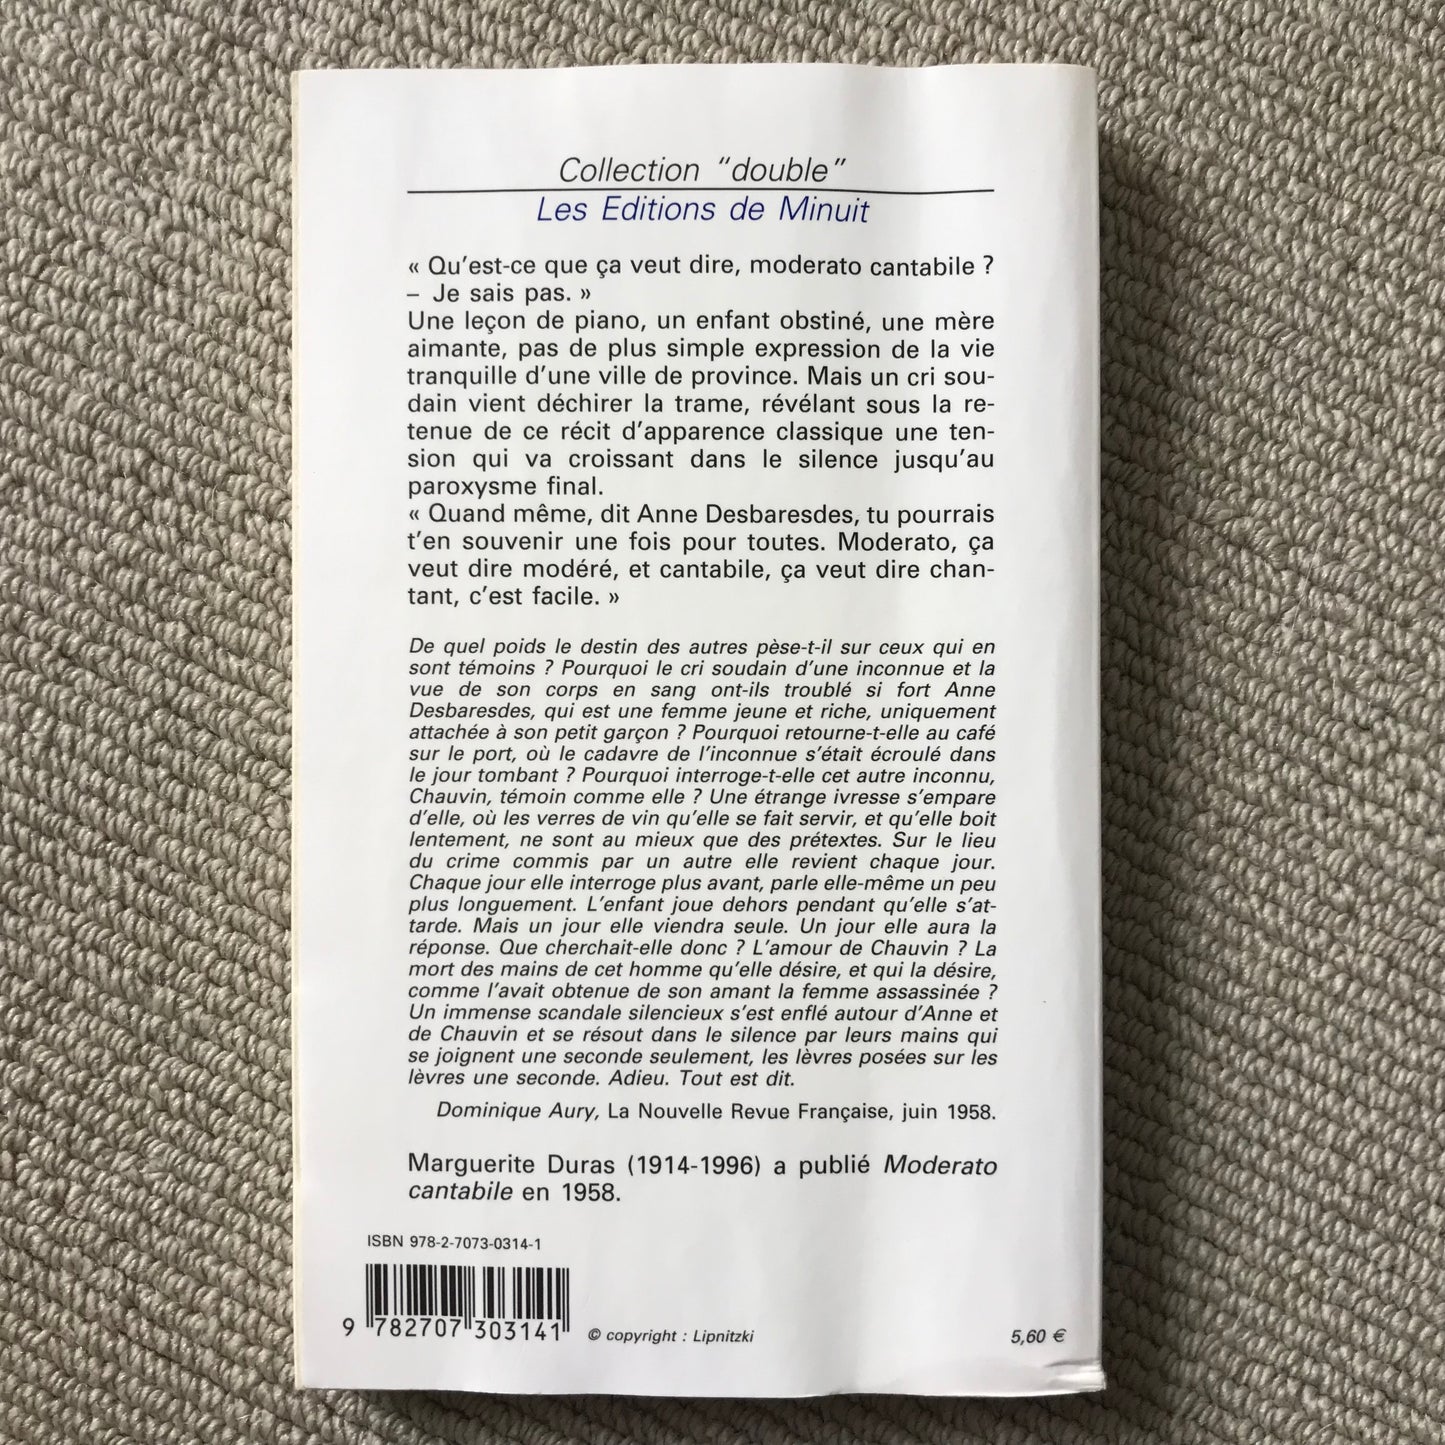 Collection "double"
Les Editions de Minuit
« Qu'est-ce que ça veut dire, moderato cantabile ?
– Je sais pas. »
Une leçon de piano, un enfant obstiné, une mère
aimante, pas de plus simple expression de la vie
tranquille d'une ville de province. Mais un cri sou-
dain vient déchirer la trame, révélant sous la re-
tenue de ce récit d'apparence classique une ten-
sion qui va croissant dans le silence jusqu'au
paroxysme final.
« Quand même, dit Anne Desbaresdes, tu pourrais
t'en souvenir une fois pour toutes. Moderato, ça
veut dire modéré, et cantabile, ça veut dire chan-
tant, c'est facile. »
De quel poids le destin des autres pèse-t-il sur ceux qui en
sont témoins ? Pourquoi le cri soudain d'une inconnue et la
vue de son corps en sang ont-ils troublé si fort Anne
Desbaresdes, qui est une femme jeune et riche, uniquement
attachée à son petit garçon ? Pourquoi retourne-t-elle au café
sur le port, où le cadavre de l'inconnue s'était écroulé dans
le jour tombant ? Pourquoi interroge-t-elle cet autre inconnu,
Chauvin, témoin comme elle ? Une étrange ivresse s'empare
d'elle, où les verres de vin qu'elle se fait servir, et qu'elle boit
lentement, ne sont au mieux que des prétextes. Sur le lieu
du crime commis par un autre elle revient chaque jour.
Chaque jour elle interroge plus avant, parle elle-même un peu
plus longuement. L'enfant joue dehors pendant qu'elle s'at-
tarde. Mais un jour elle viendra seule. Un jour elle aura la
réponse. Que cherchait-elle donc ? L'amour de Chauvin ? La
mort des mains de cet homme qu'elle désire, et qui la désire,
comme l'avait obtenue de son amant la femme assassinée ?
Un immense scandale silencieux s'est enflé autour d'Anne et
de Chauvin et se résout dans le silence par leurs mains qui
se joignent une seconde seulement, les lèvres posées sur les
lèvres une seconde. Adieu. Tout est dit.
Dominique Aury, La Nouvelle Revue Française, juin 1958.
Marguerite Duras (1914-1996) a publié Moderato
cantabile en 1958.
ISBN 978-2-7073-0314-1
9 782707 303141
© copyright : Lipnitzki
5,60 €